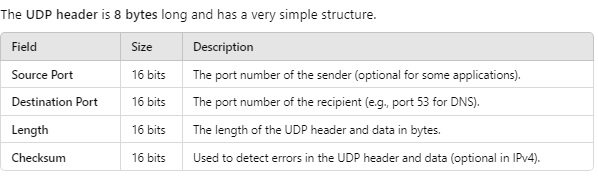 The UDP header is 8 bytes long and has a very simple structure.
Field Size Description
Source Port 16 bits The port number of the sender (optional for some applications).
Destination Port 16 bits The port number of the recipient (e.g., port 53 for DNS).
Length 16 bits The length of the UDP header and data in bytes.
Checksum 16 bits Used to detect errors in the UDP header and data (optional in IPv4).